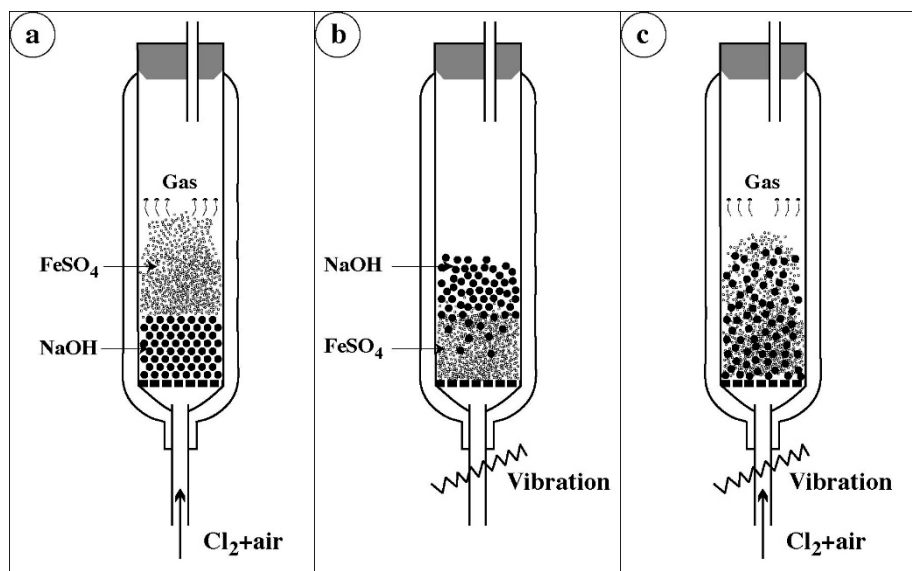 a
Gas
FeSO4
NaOH
Cl2+air
b
NaOH
FeSO4
Vibration
c
Gas
Vibration
Cl2+air